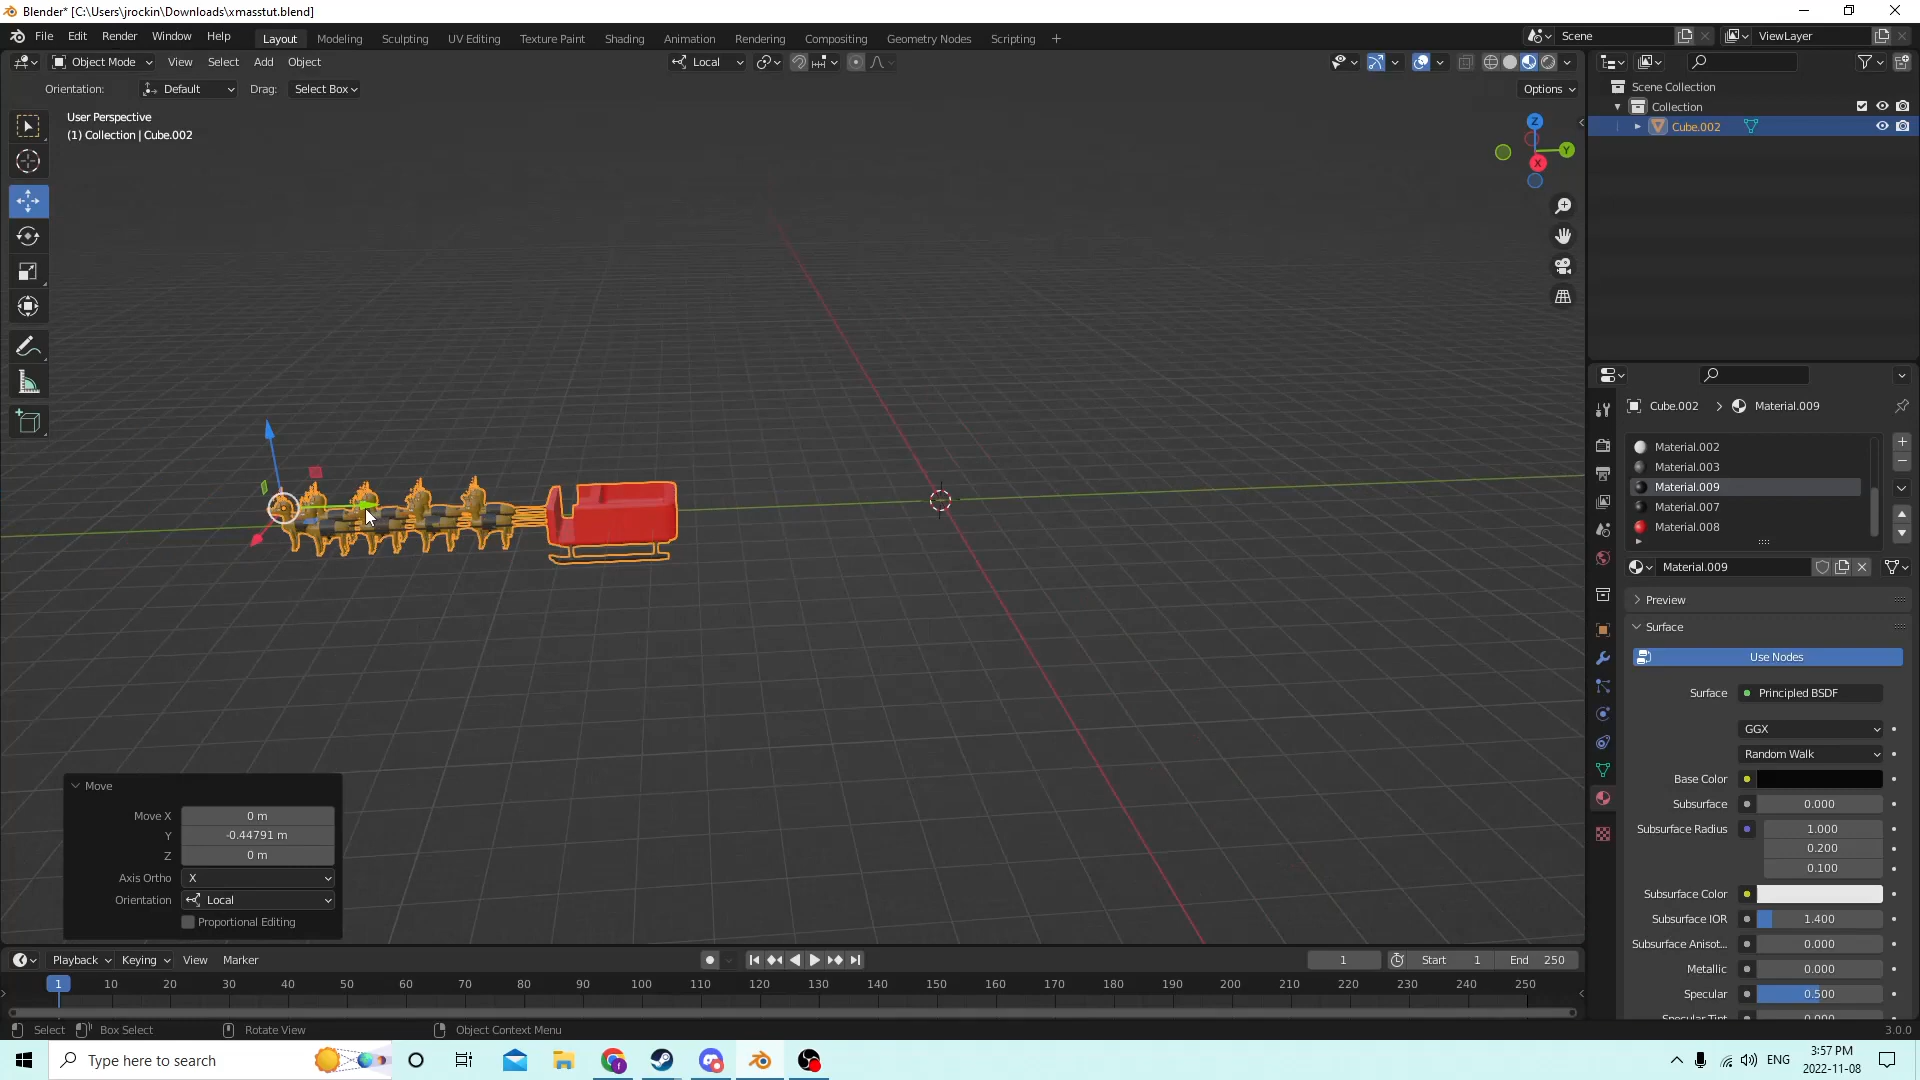 Blender* [C:\Users\jrockin\Downloads\xmasstut.blend]
File Edit Render Window Help Layout Modeling Sculpting UV Editing Texture Paint Shading Animation Rendering Compositing Geometry Nodes Scripting + Scene ViewLayer
Object Mode View Select Add Object Local
Orientation: Default Drag: Select Box Options
User Perspective
(1) Collection | Cube.002
Z
Y
X
Scene Collection
Collection
Cube.002
Cube.002 > Material.009
Material.002
Material.003
Material.009
Material.007
Material.008
Material.009
Preview
Surface
Use Nodes
Surface Principled BSDF
GGX
Random Walk
Base Color
Subsurface 0.000
Subsurface Radius 1.000
0.200
0.100
Subsurface Color
Subsurface IOR 1.400
Subsurface Anisot... 0.000
Metallic 0.000
Specular 0.500
Specular Tint 0.000
Move
Move X 0 m
Y -0.44791 m
Z 0 m
Axis Ortho X
Orientation Local
Proportional Editing
Playback Keying View Marker 1 Start 1 End 250
1 10 20 30 40 50 60 70 80 90 100 110 120 130 140 150 160 170 180 190 200 210 220 230 240 250
Select Box Select Rotate View Object Context Menu 3.0.0
Type here to search
ENG
3:57 PM
2022-11-08